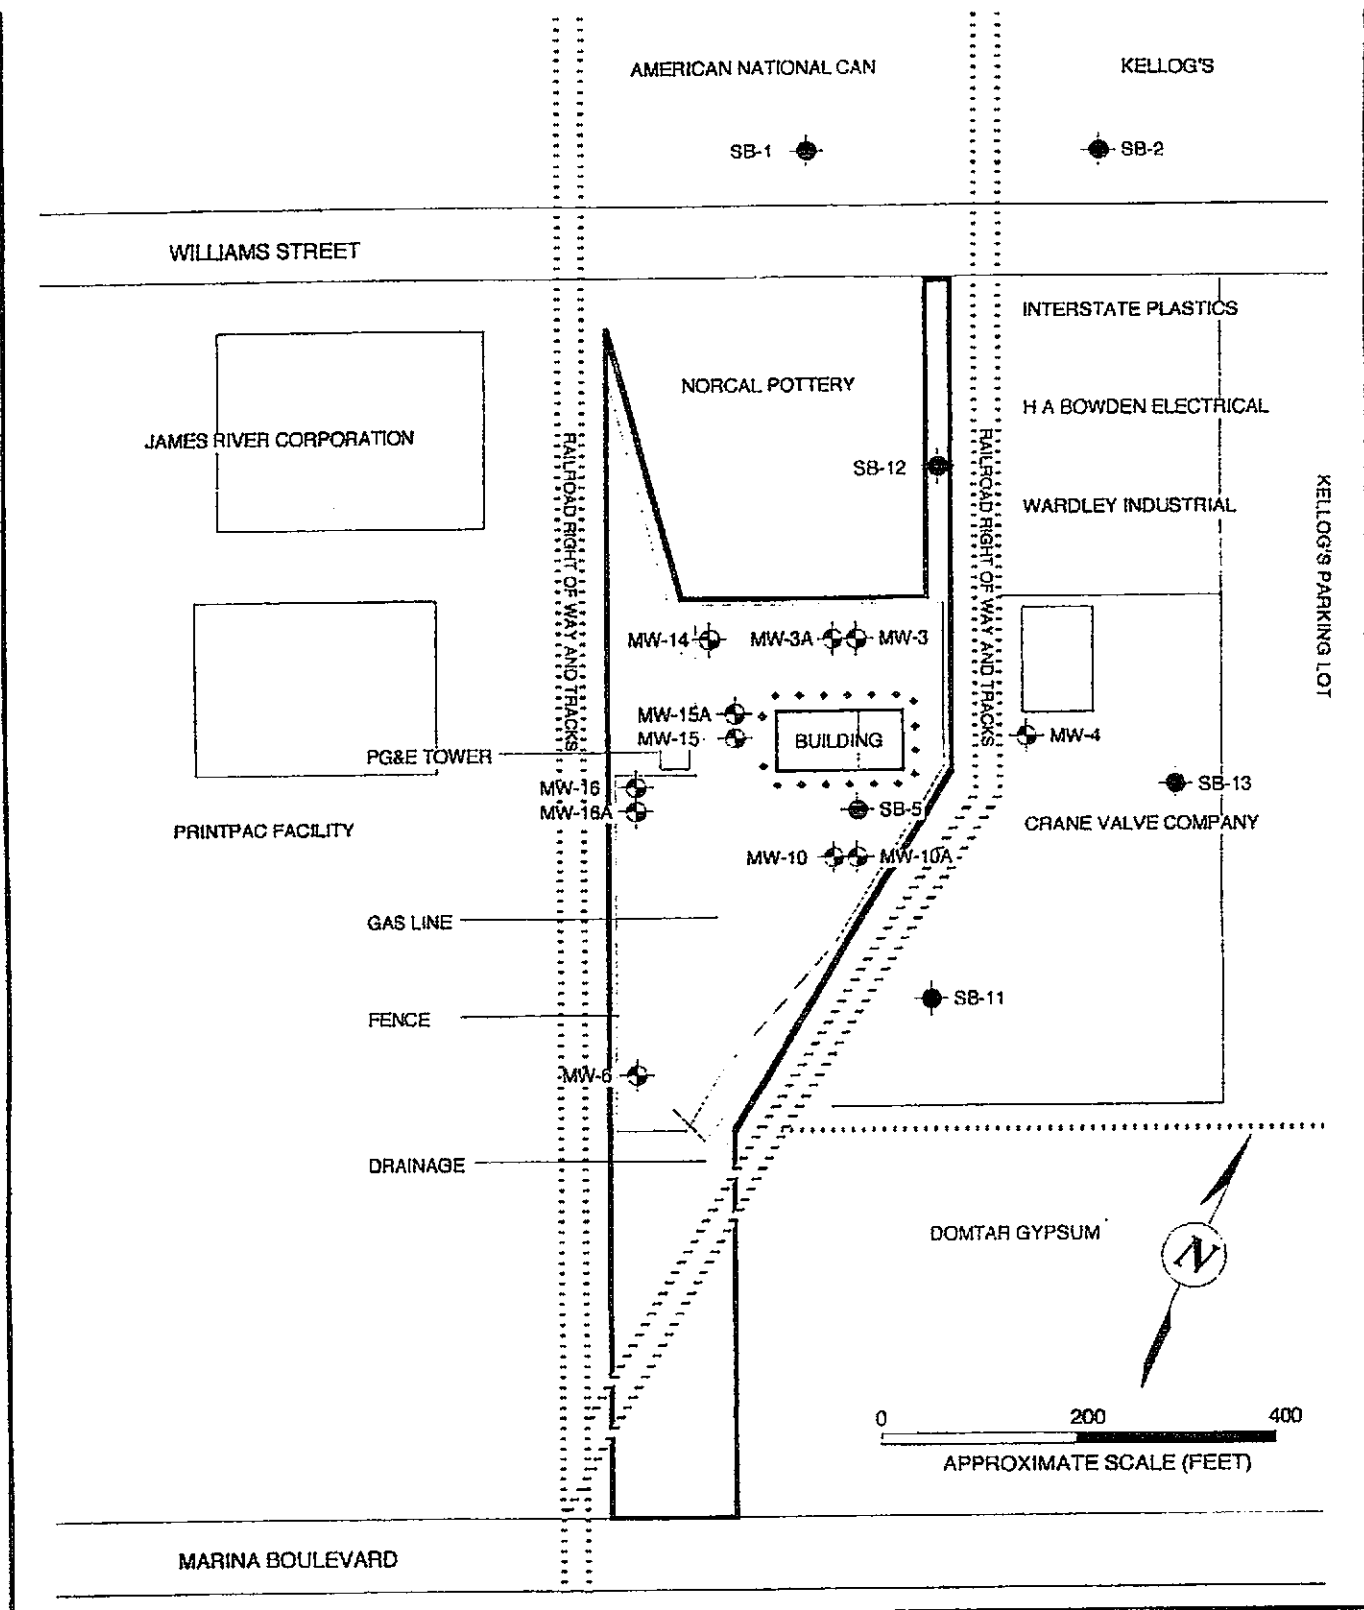 AMERICAN NATIONAL CAN
KELLOG'S
SB-1
SB-2
WILLIAMS STREET
INTERSTATE PLASTICS
NORCAL POTTERY
H A BOWDEN ELECTRICAL
JAMES RIVER CORPORATION
SB-12
WARDLEY INDUSTRIAL
RAILROAD RIGHT OF WAY AND TRACKS
RAILROAD RIGHT OF WAY AND TRACKS
KELLOG'S PARKING LOT
MW-14
MW-3A
MW-3
MW-15A
MW-15
BUILDING
MW-4
PG&E TOWER
MW-16
MW-16A
SB-5
SB-13
PRINTPAC FACILITY
CRANE VALVE COMPANY
MW-10
MW-10A
GAS LINE
SB-11
FENCE
MW-6
DRAINAGE
DOMTAR GYPSUM
N
0 200 400
APPROXIMATE SCALE (FEET)
MARINA BOULEVARD